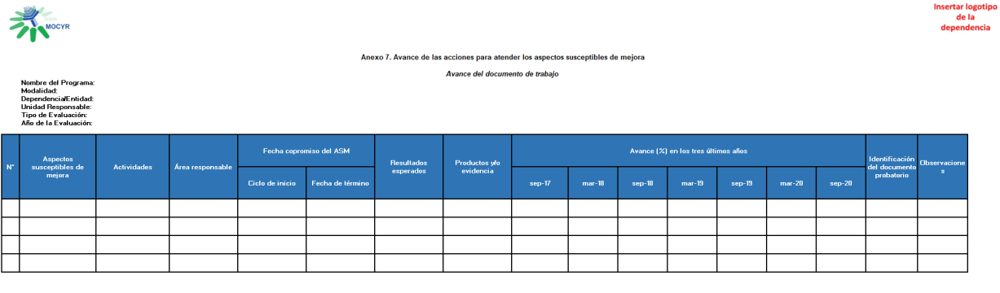 MOCYR
Insertar logotipo
de la
dependencia
Anexo 7. Avance de las acciones para atender los aspectos susceptibles de mejora
Avance del documento de trabajo
Nombre del Programa:
Modalidad:
Dependencia/Entidad:
Unidad Responsable:
Tipo de Evaluación:
Año de la Evaluación:
N°
Aspectos
susceptibles de
mejora
Actividades
Área responsable
Fecha copromiso del ASM
Ciclo de inicio
Fecha de término
Resultados
esperados
Productos y/o
evidencia
Avance (%) en los tres últimos años
sep-17
mar-18
sep-18
mar-19
sep-19
mar-20
sep-20
Identificación
del documento
probatorio
Observacione
s